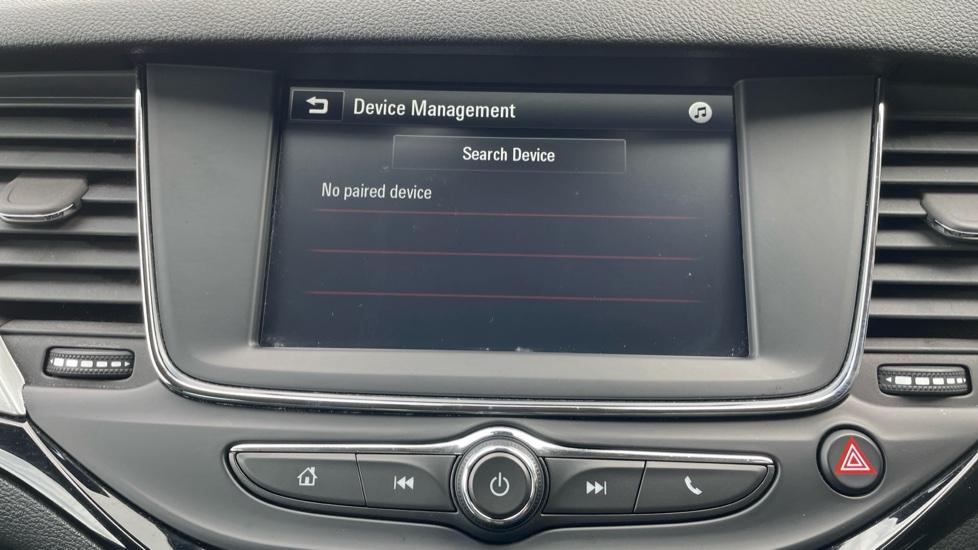 Device Management
Search Device
No paired device